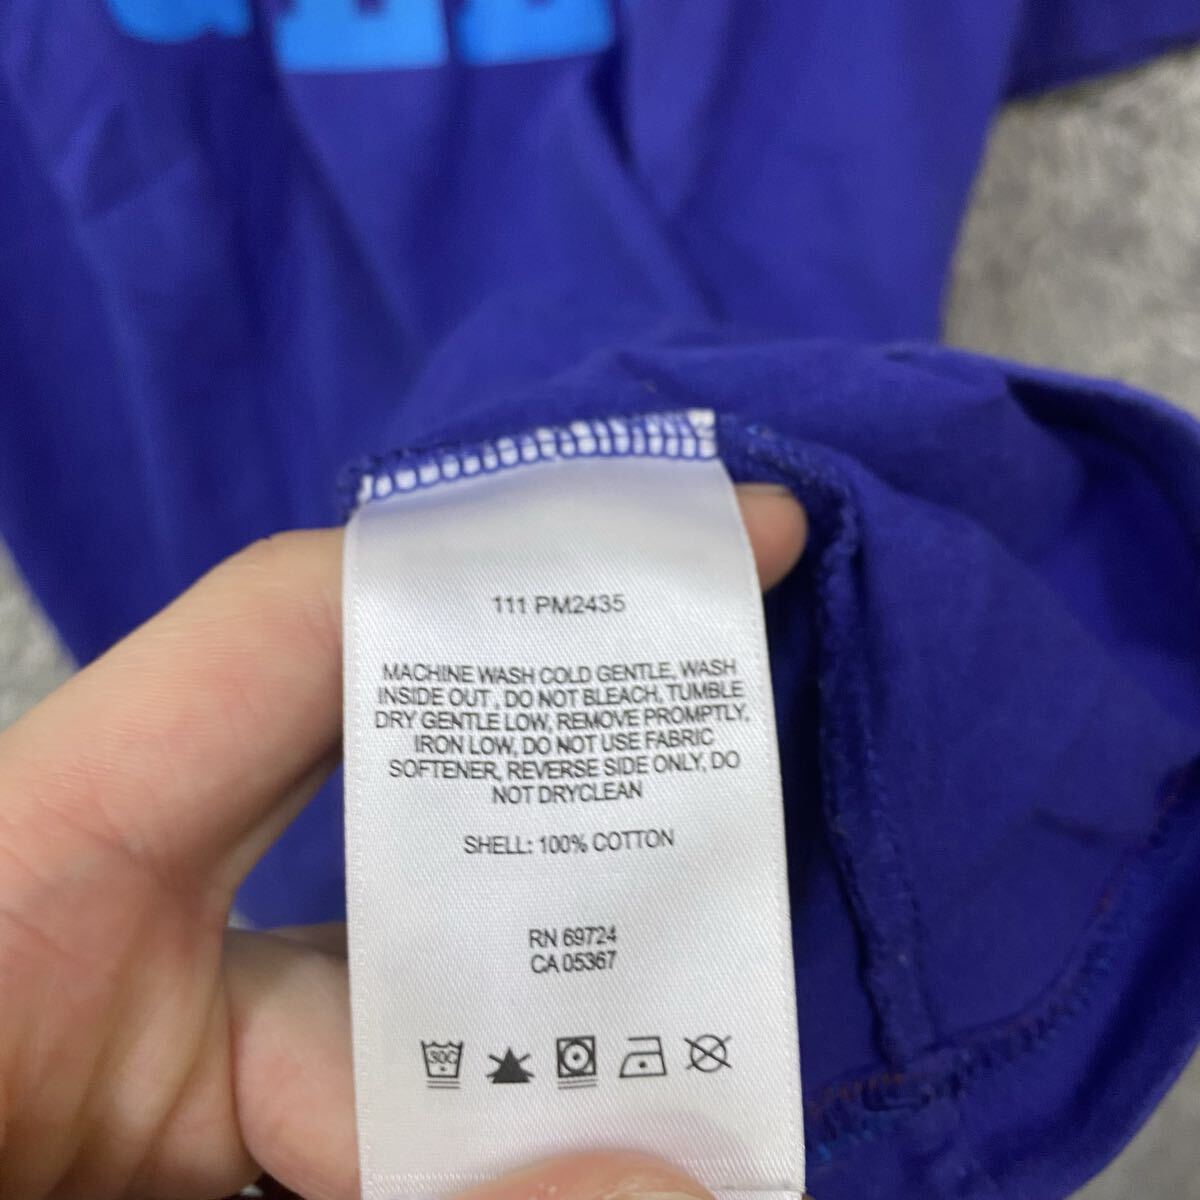 111 PM2435
MACHINE WASH COLD GENTLE, WASH
INSIDE OUT, DO NOT BLEACH, TUMBLE
DRY GENTLE LOW, REMOVE PROMPTLY,
IRON LOW, DO NOT USE FABRIC
SOFTENER, REVERSE SIDE ONLY, DO
NOT DRYCLEAN
SHELL: 100% COTTON
RN 69724
CA 05367
30C